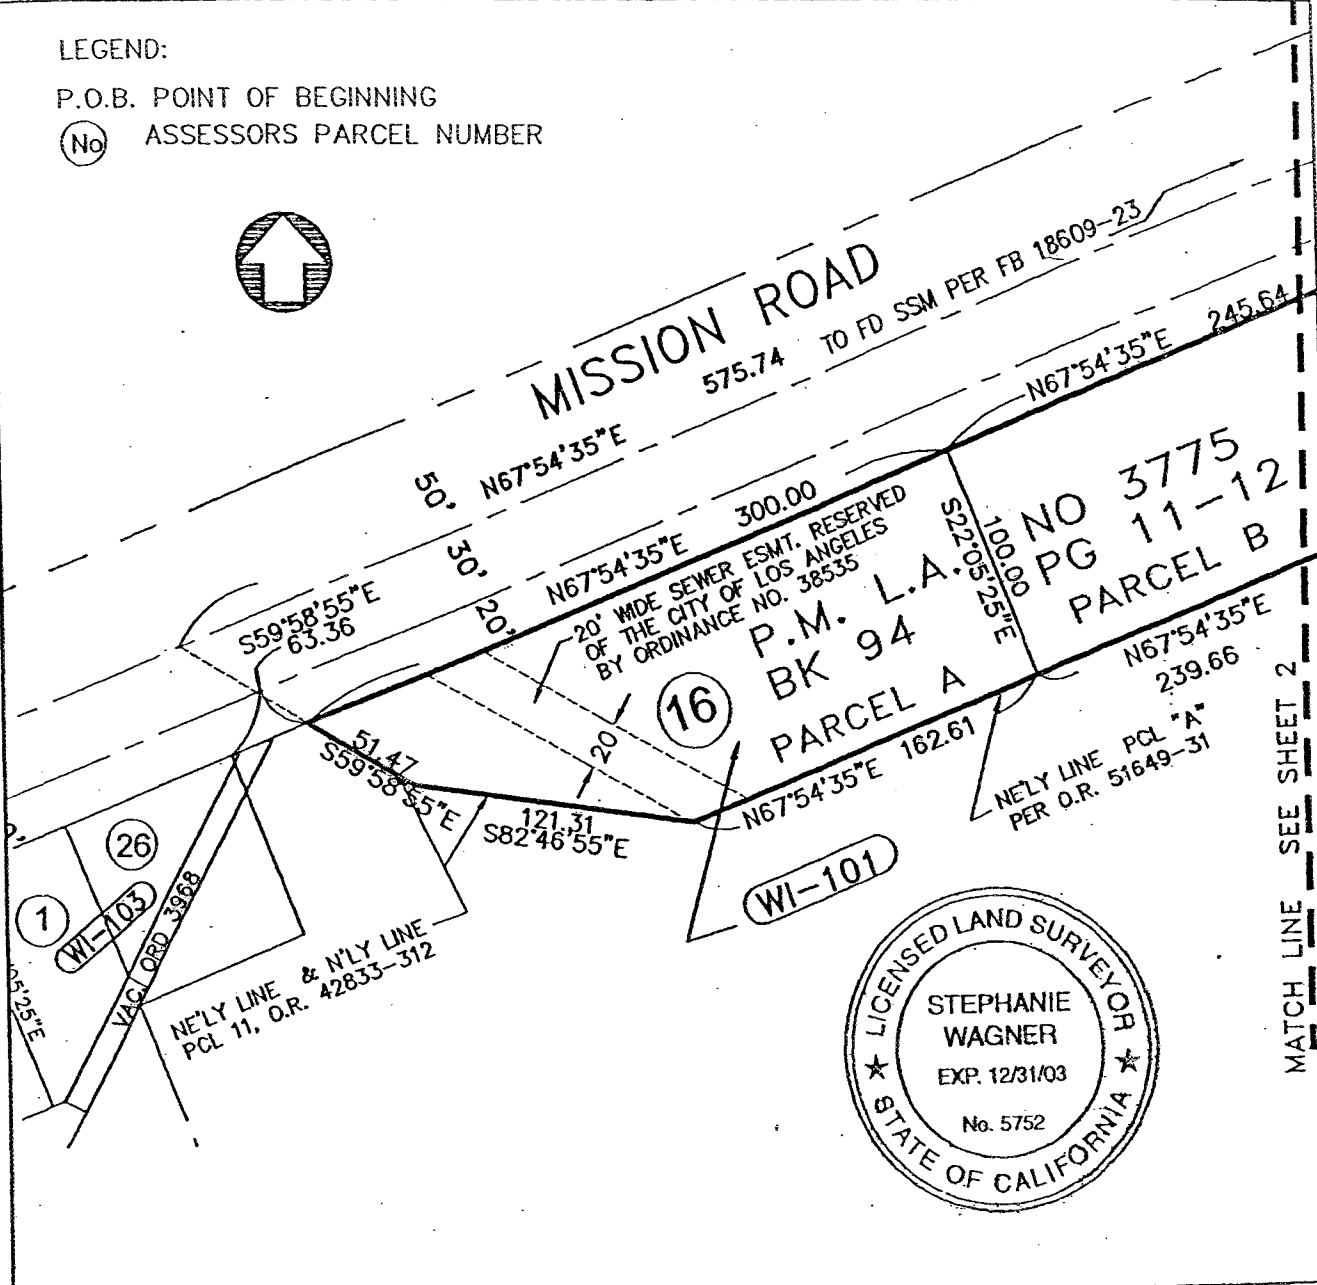 LEGEND:
P.O.B. POINT OF BEGINNING
No ASSESSORS PARCEL NUMBER
MISSION ROAD
N67°54'35"E 575.74 TO FD SSM PER FB 18609-23
50'
30'
20'
S59°58'55"E
63.36
N67°54'35"E 300.00
N67°54'35"E 245.64
20' WIDE SEWER ESMT. RESERVED
OF THE CITY OF LOS ANGELES
BY ORDINANCE NO. 38535
P.M. L.A. NO 3775
BK 94 PG 11-12
PARCEL A
PARCEL B
16
S22°05'25"E
100.00
51.47
S59°58'55"E
20
121.31
S82°46'55"E
N67°54'35"E 162.61
N67°54'35"E
239.66
NE'LY LINE PCL "A"
PER O.R. 51649-31
WI-101
26
1
WI-103
VAC. ORD 3968
05'25"E
NE'LY LINE & N'LY LINE
PCL 11, O.R. 42833-312
MATCH LINE SEE SHEET 2
LICENSED LAND SURVEYOR
STEPHANIE
WAGNER
EXP. 12/31/03
No. 5752
STATE OF CALIFORNIA